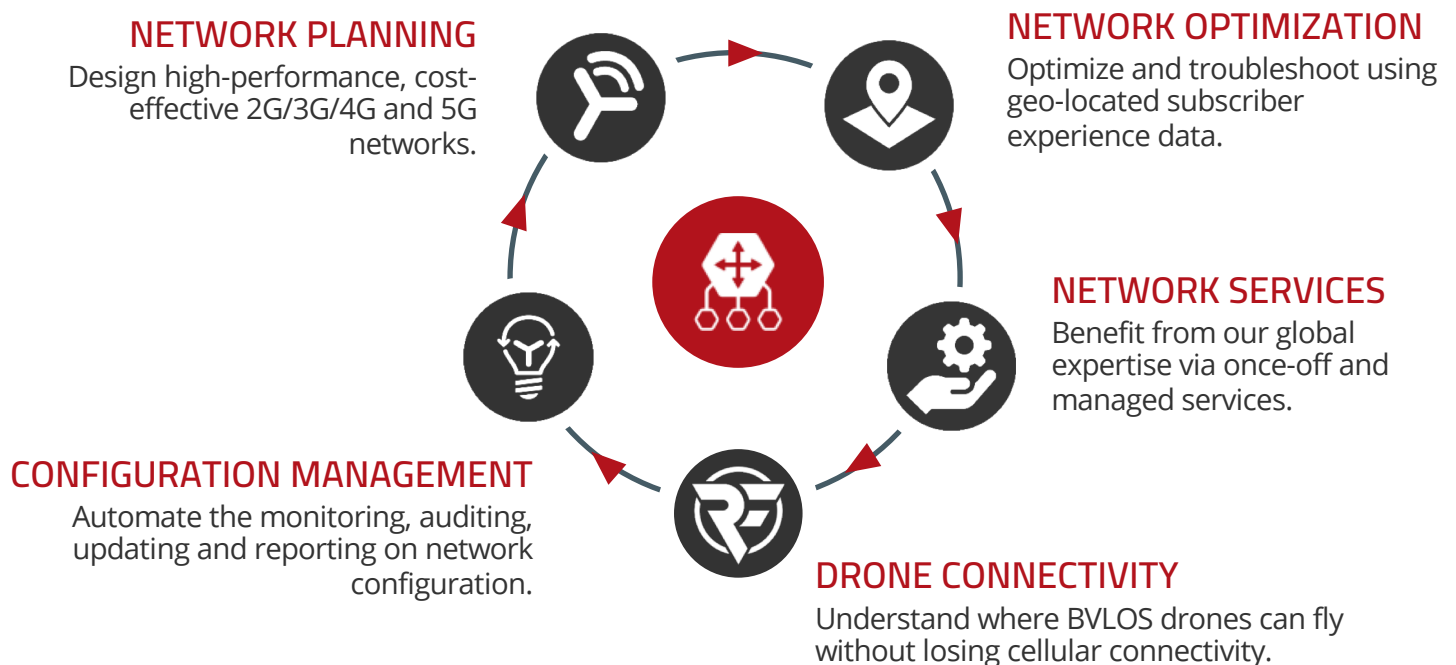 NETWORK PLANNING
Design high-performance, cost-
effective 2G/3G/4G and 5G
networks.
NETWORK OPTIMIZATION
Optimize and troubleshoot using
geo-located subscriber
experience data.
NETWORK SERVICES
Benefit from our global
expertise via once-off and
managed services.
DRONE CONNECTIVITY
Understand where BVLOS drones can fly
without losing cellular connectivity.
CONFIGURATION MANAGEMENT
Automate the monitoring, auditing,
updating and reporting on network
configuration.
RF